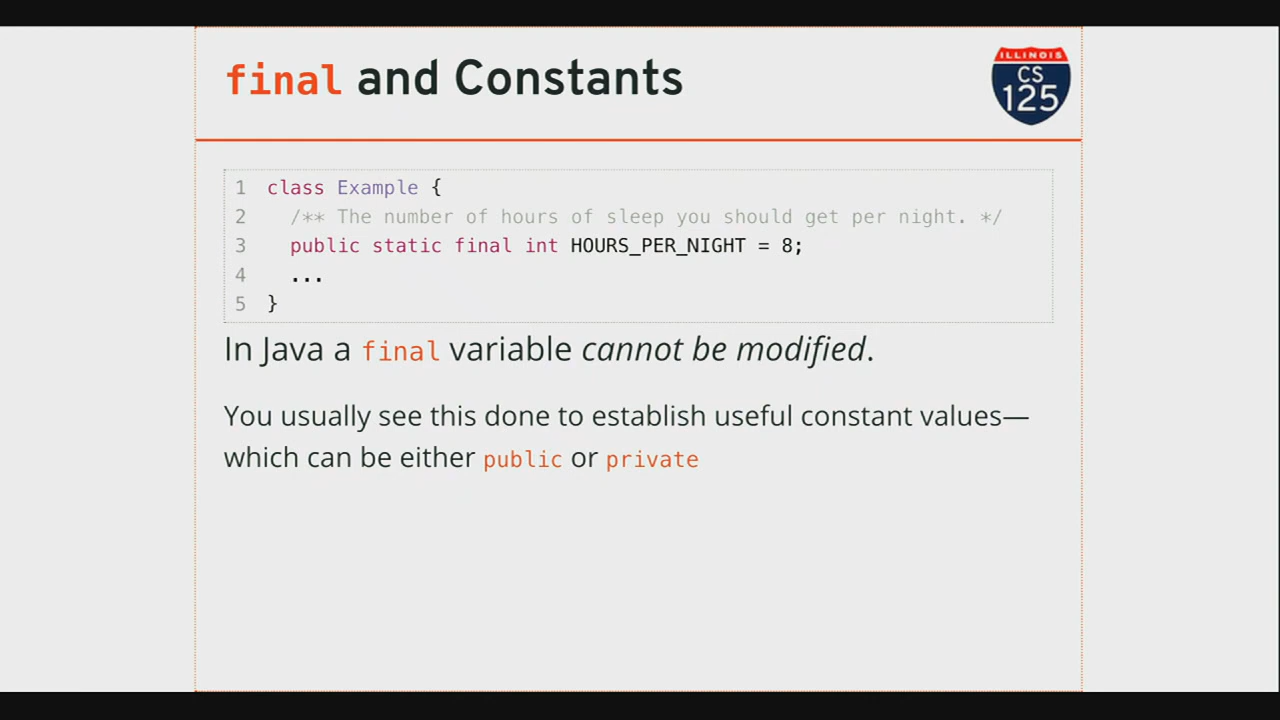 final and Constants
ILLINOIS
CS
125
1 class Example {
2 /** The number of hours of sleep you should get per night. */
3 public static final int HOURS_PER_NIGHT = 8;
4 ...
5 }
In Java a final variable cannot be modified.
You usually see this done to establish useful constant values—
which can be either public or private